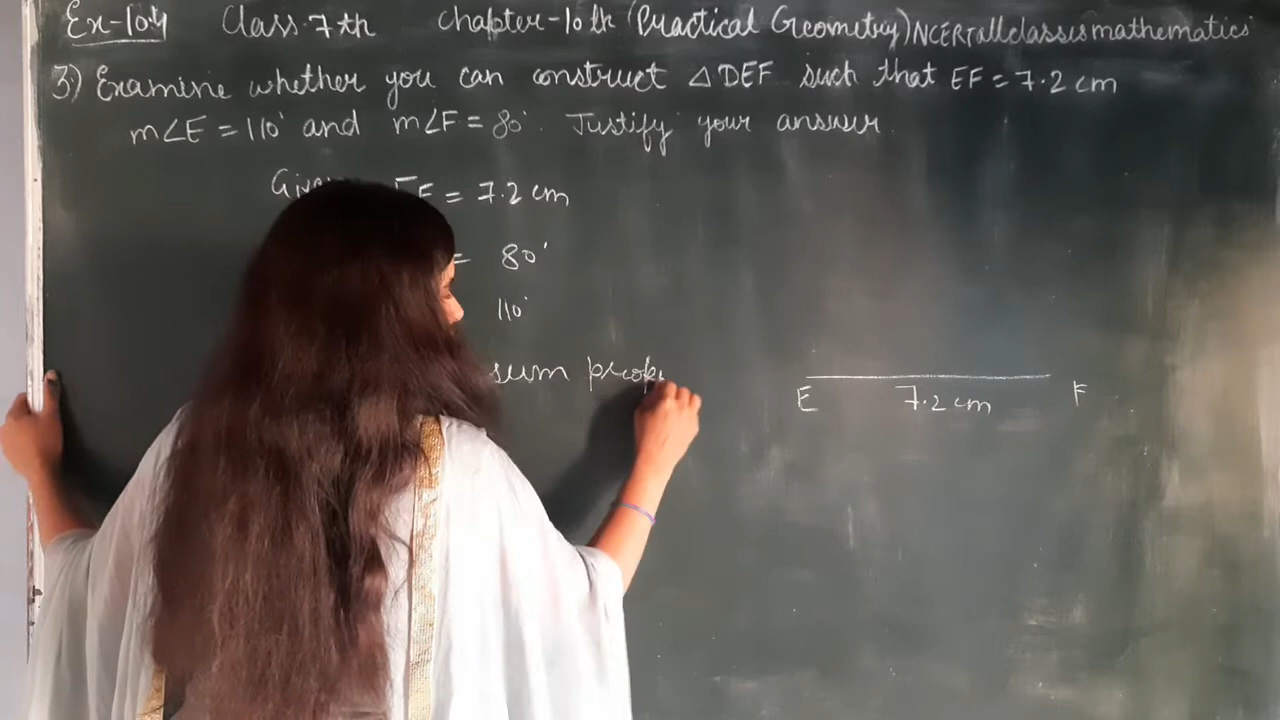 Ex-10.4 Class 7th Chapter-10th (Practical Geometry) NCERTallclassesmathematics
3) Examine whether you can construct △DEF such that EF = 7.2 cm
m∠E = 110° and m∠F = 80°. Justify your answer.
EF = 7.2 cm
= 80°
110°
sum prop
E 7.2 cm F